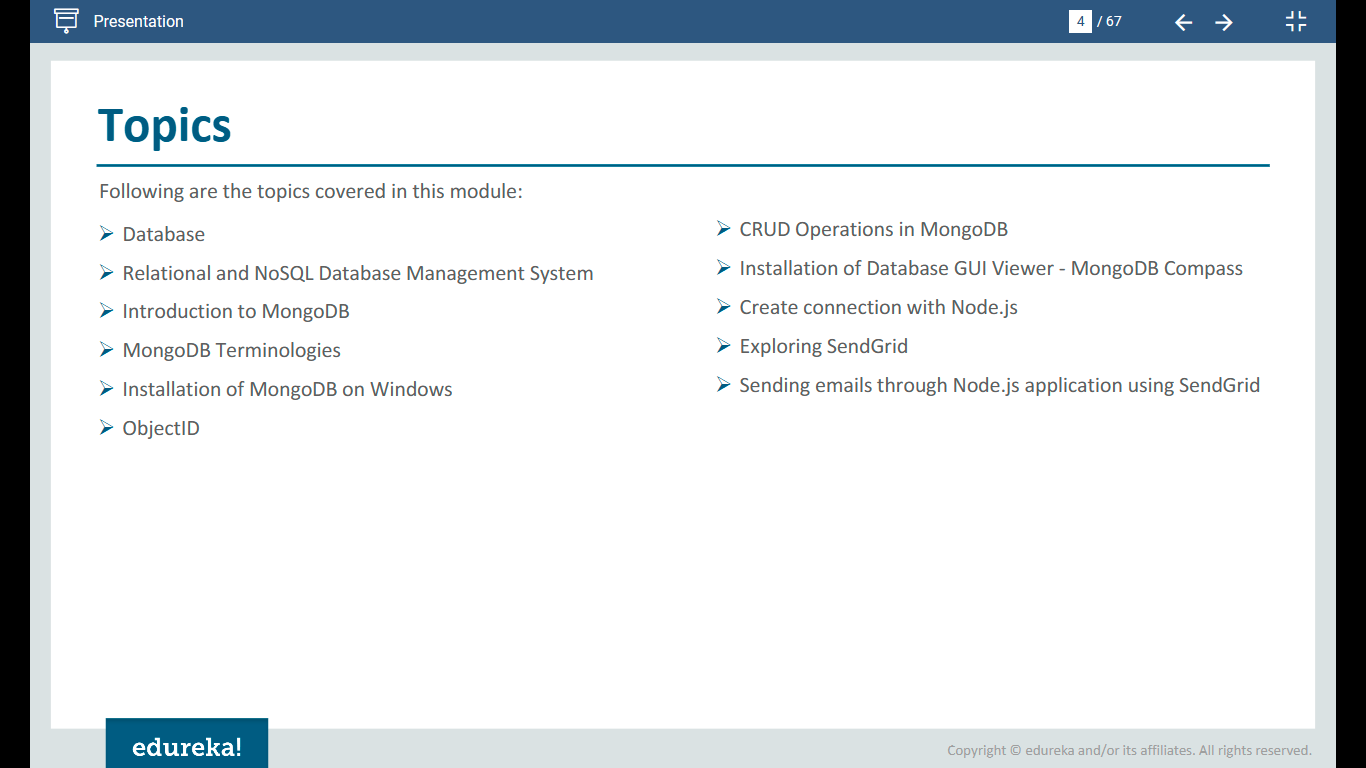 Presentation
4 / 67
Topics
Following are the topics covered in this module:
Database
Relational and NoSQL Database Management System
Introduction to MongoDB
MongoDB Terminologies
Installation of MongoDB on Windows
ObjectID
CRUD Operations in MongoDB
Installation of Database GUI Viewer - MongoDB Compass
Create connection with Node.js
Exploring SendGrid
Sending emails through Node.js application using SendGrid
edureka!
Copyright © edureka and/or its affiliates. All rights reserved.